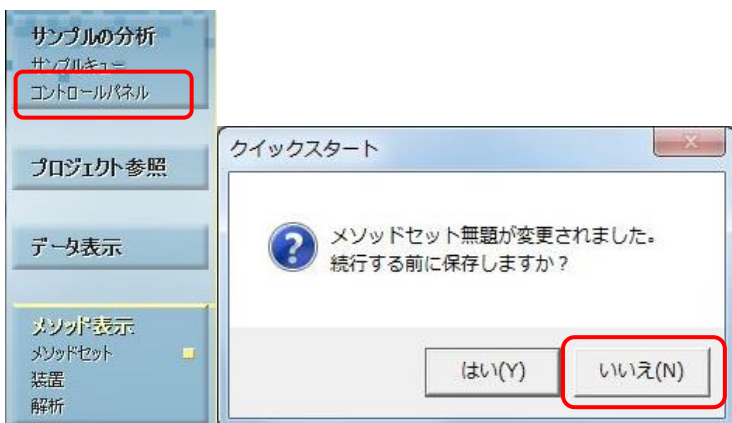 サンプルの分析
サンプルキュー
コントロールパネル
プロジェクト参照
データ表示
メソッド表示
メソッドセット
装置
解析
クイックスタート
メソッドセット無題が変更されました。
続行する前に保存しますか？
はい(Y)
いいえ(N)